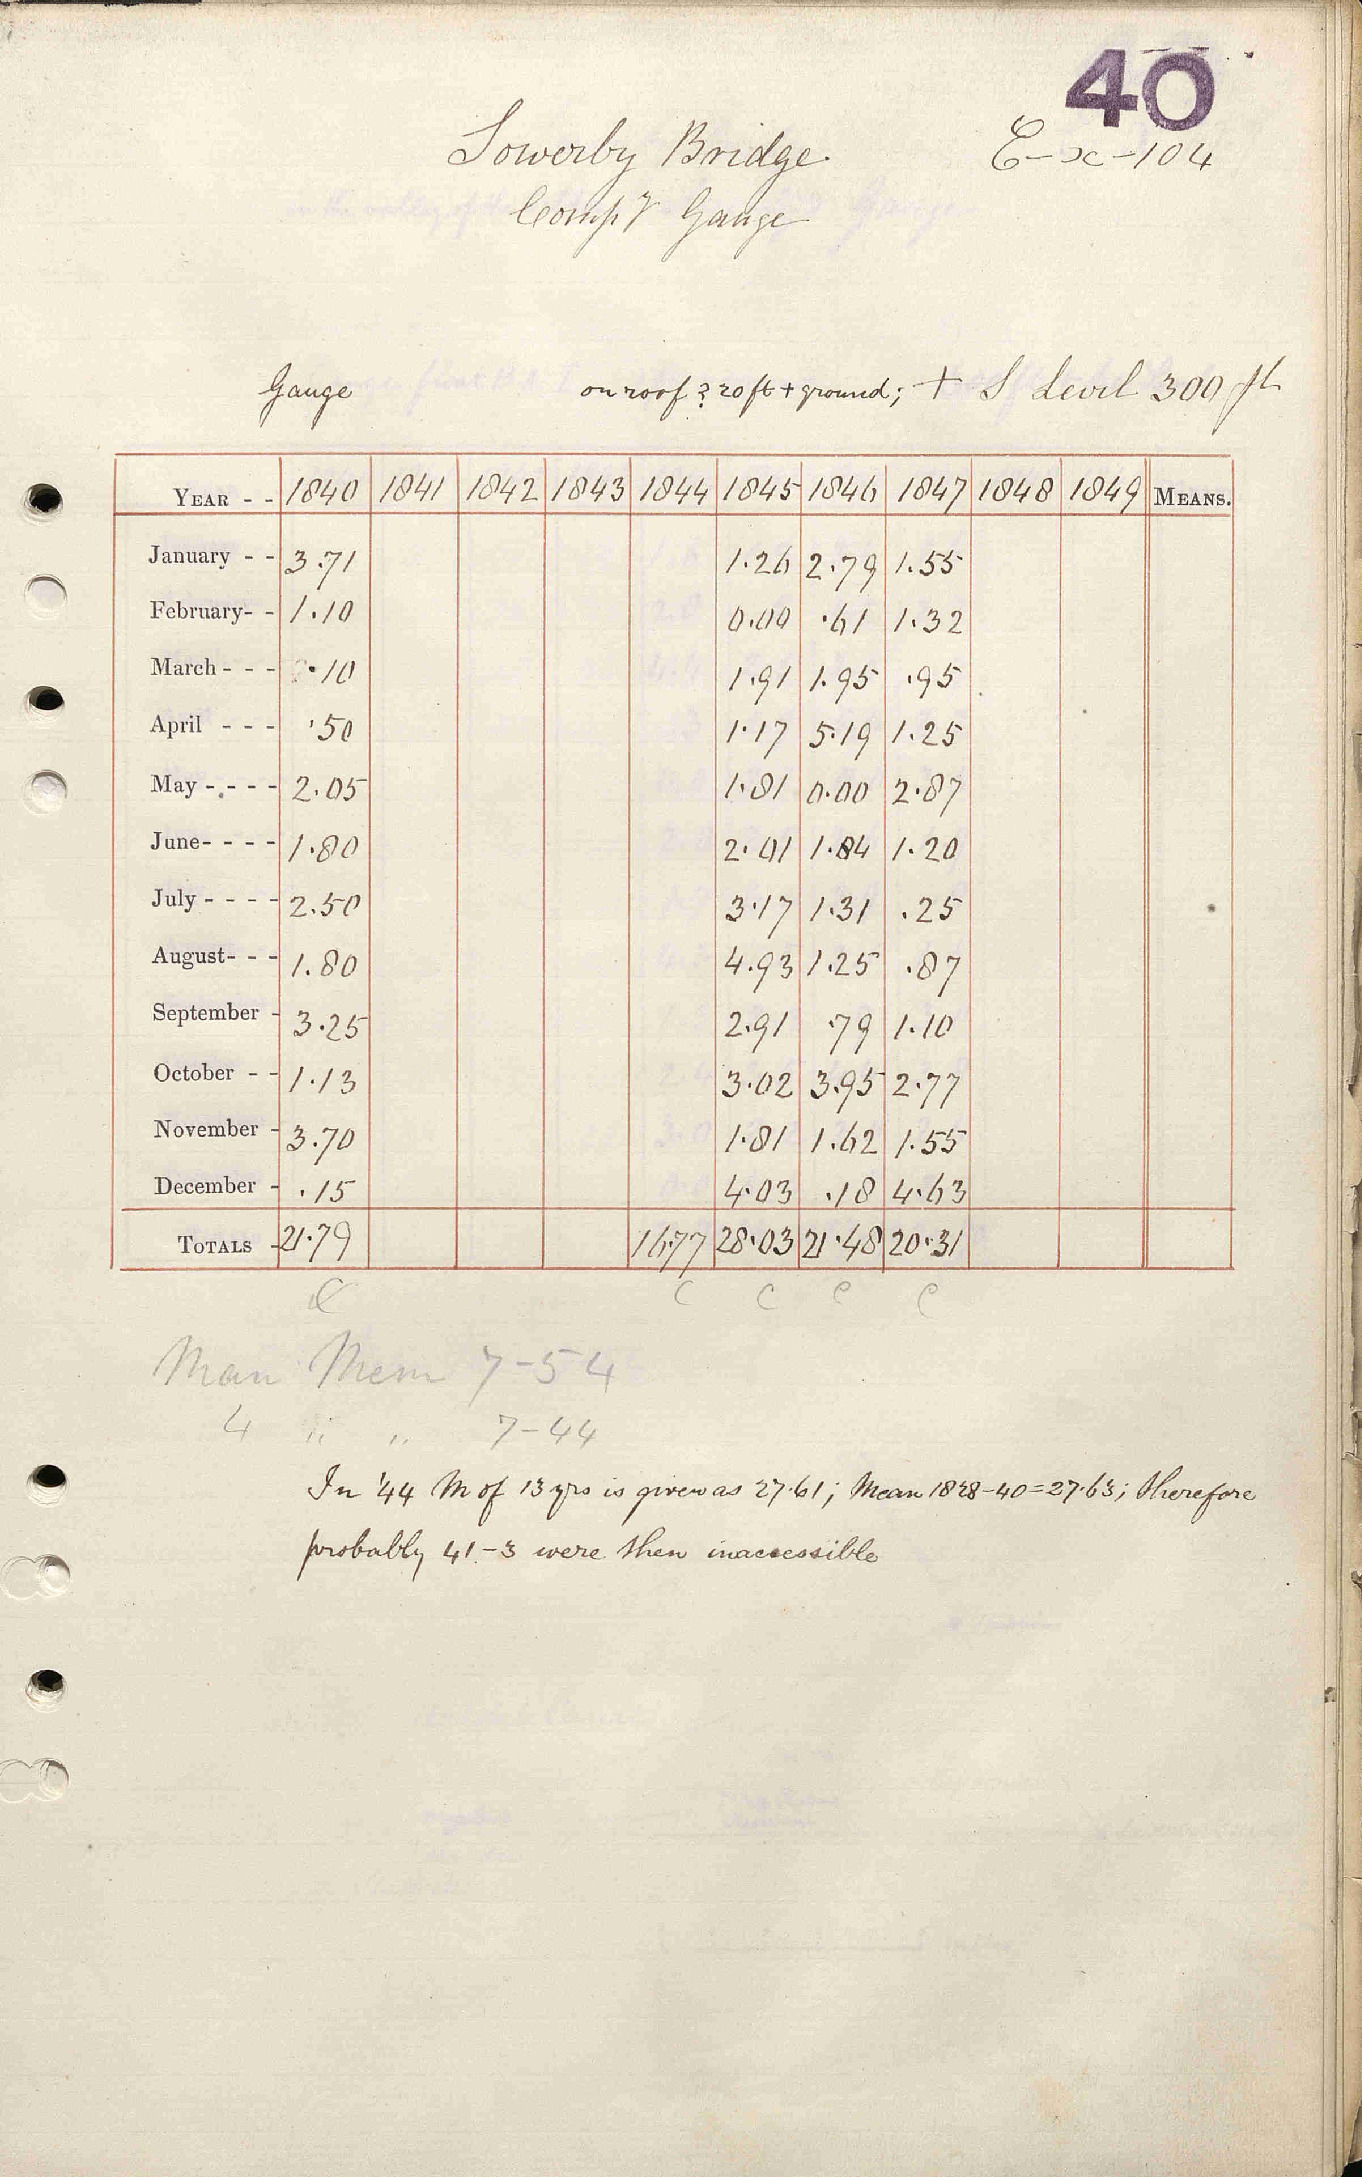 40
Sowerby Bridge. E-x-104
Comp.y Gauge
Gauge on roof ? 20 ft + ground; + S Level 300 ft
YEAR - - 1840 1841 1842 1843 1844 1845 1846 1847 1848 1849 MEANS.
January - - 3.71 1.26 2.79 1.55
February- - 1.10 0.00 .61 1.32
March - - - .10 1.91 1.95 .95
April - - - .50 1.17 5.19 1.25
May - - - - 2.05 1.81 0.00 2.87
June- - - - 1.80 2.01 1.84 1.20
July - - - - 2.50 3.17 1.31 .25
August- - - 1.80 4.93 1.25 .87
September - 3.25 2.91 .79 1.10
October - - 1.13 3.02 3.95 2.77
November - 3.70 1.81 1.62 1.55
December - .15 4.03 .18 4.63
TOTALS - 21.79 16.77 28.03 21.48 20.31
C C C C C
Man Mem 7-54
4 " " 7-44
In '44 M of 13 yrs is given as 27.61; Mean 1828-40=27.63; therefore
probably 41-3 were then inaccessible